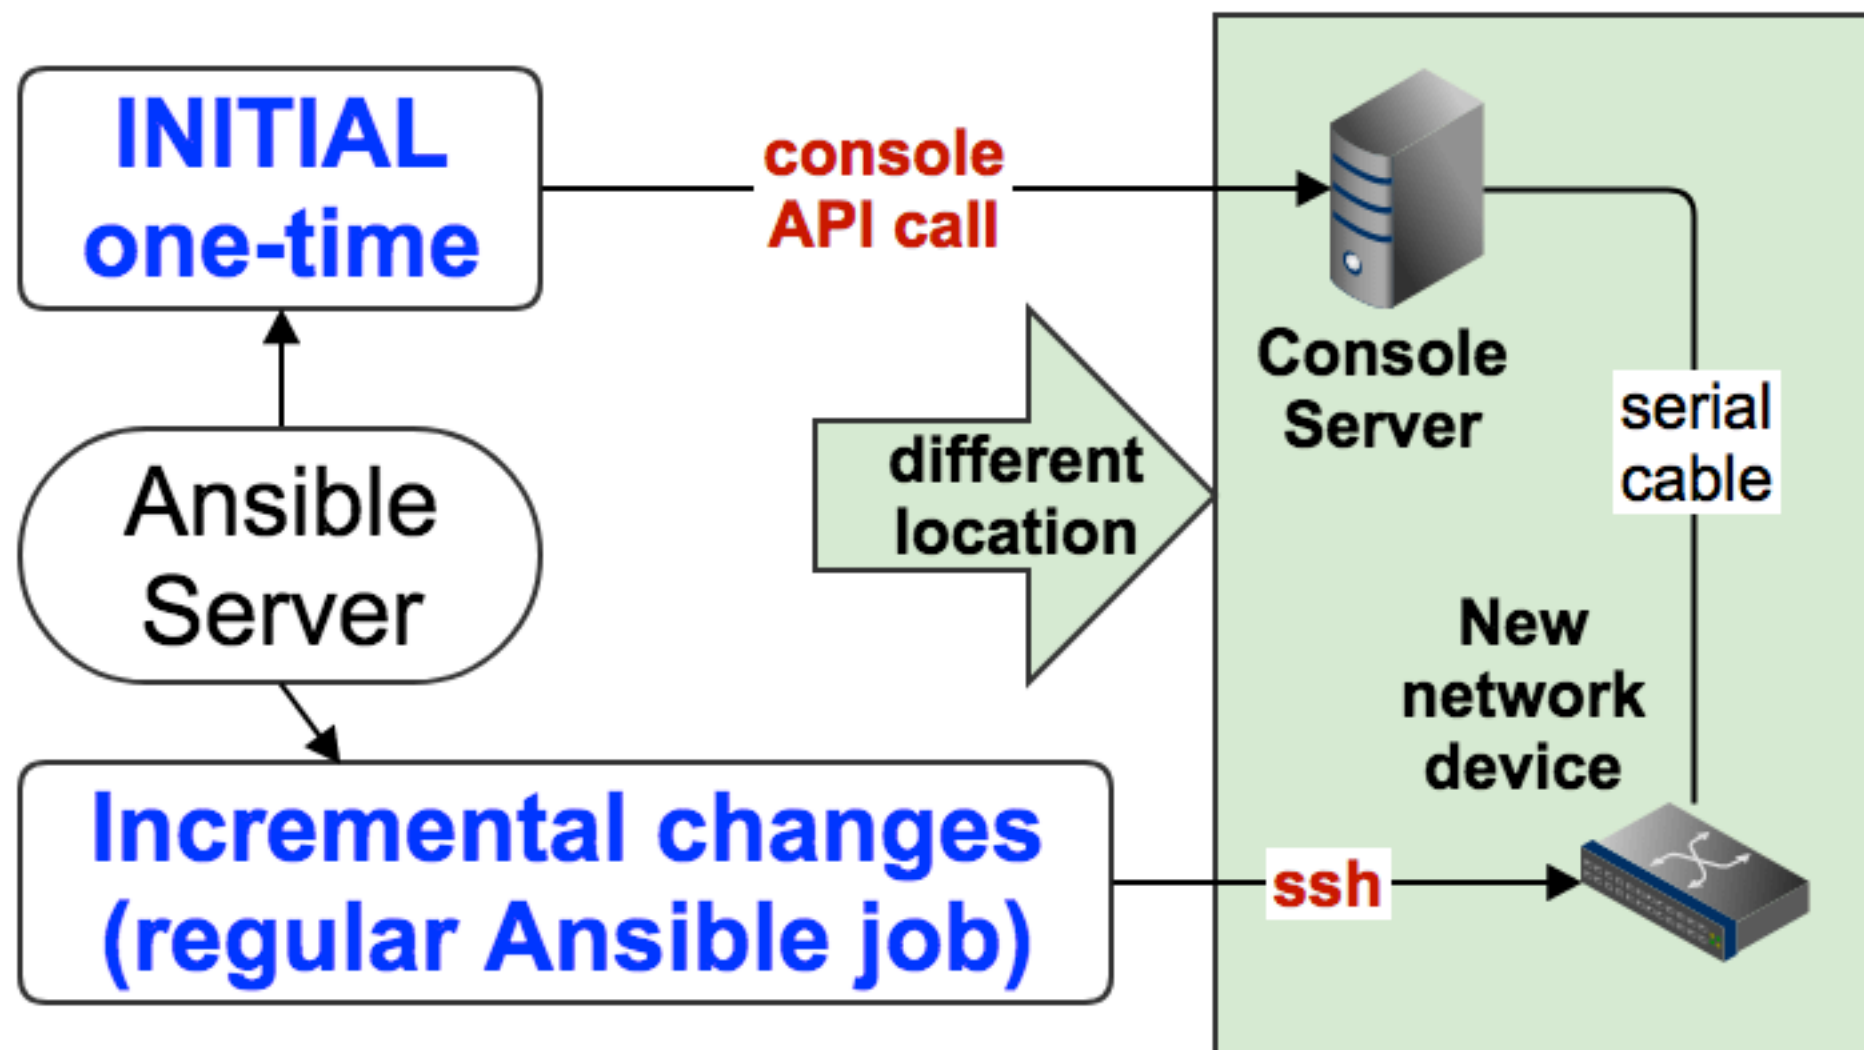 INITIAL
one-time
console
API call
Console
Server
serial
cable
different
location
Ansible
Server
New
network
device
Incremental changes
(regular Ansible job)
ssh